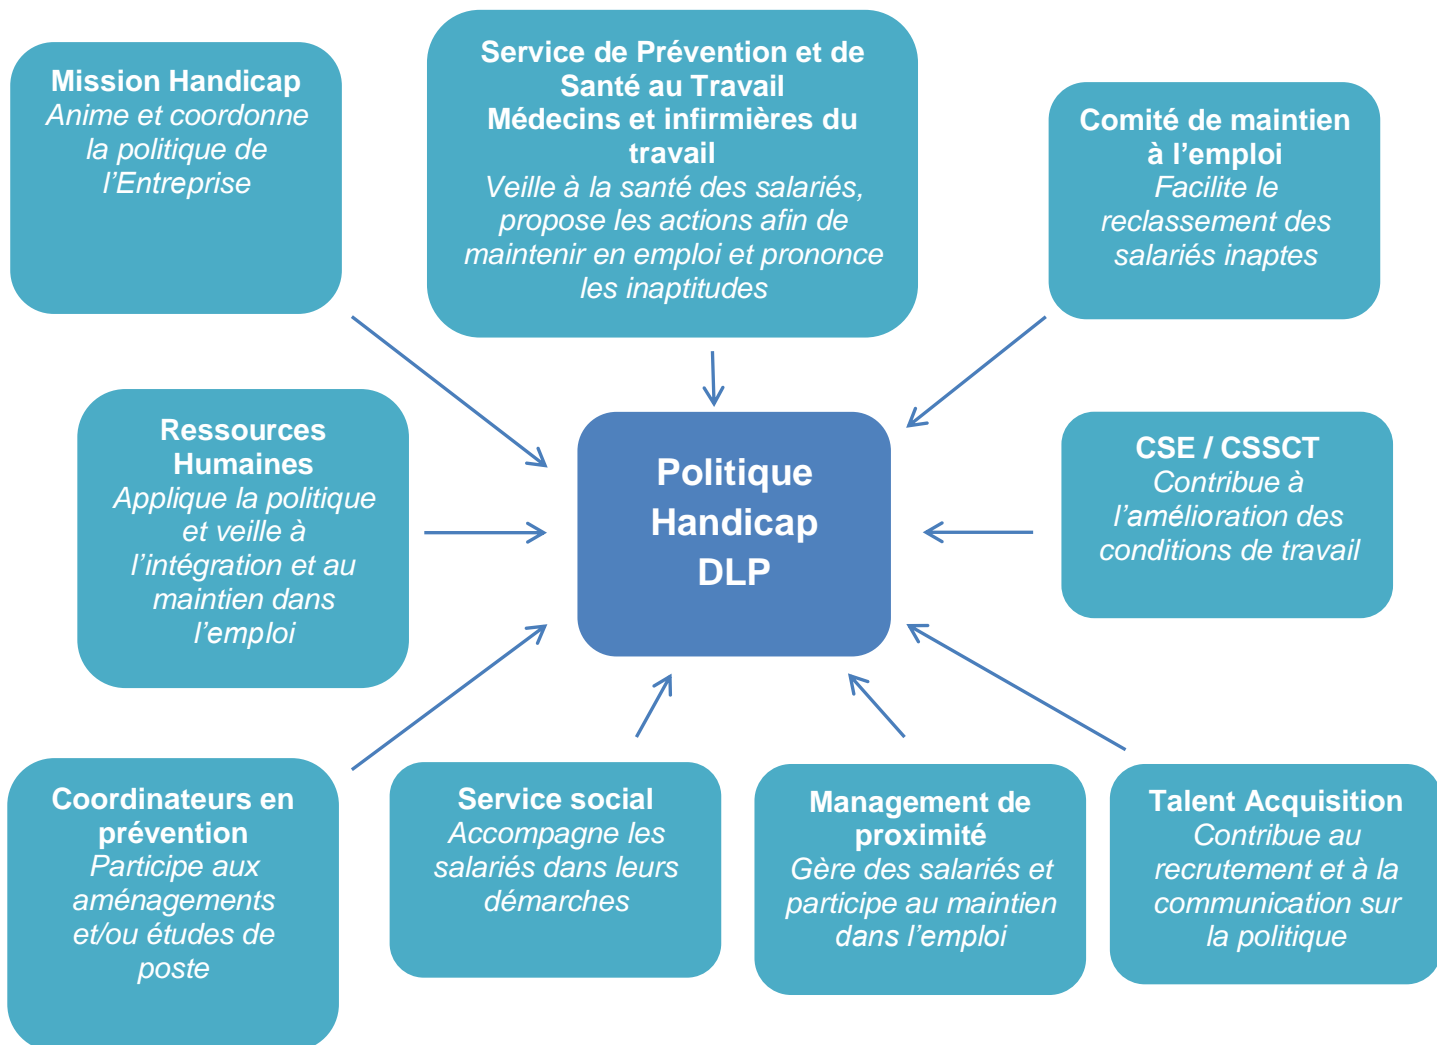 Mission Handicap
Anime et coordonne
la politique de
l’Entreprise
Service de Prévention et de
Santé au Travail
Médecins et infirmières du
travail
Veille à la santé des salariés,
propose les actions afin de
maintenir en emploi et prononce
les inaptitudes
Comité de maintien
à l’emploi
Facilite le
reclassement des
salariés inaptes
Ressources
Humaines
Applique la politique
et veille à
l’intégration et au
maintien dans
l’emploi
Politique
Handicap
DLP
CSE / CSSCT
Contribue à
l’amélioration des
conditions de travail
Coordinateurs en
prévention
Participe aux
aménagements
et/ou études de
poste
Service social
Accompagne les
salariés dans leurs
démarches
Management de
proximité
Gère des salariés et
participe au maintien
dans l’emploi
Talent Acquisition
Contribue au
recrutement et à la
communication sur
la politique